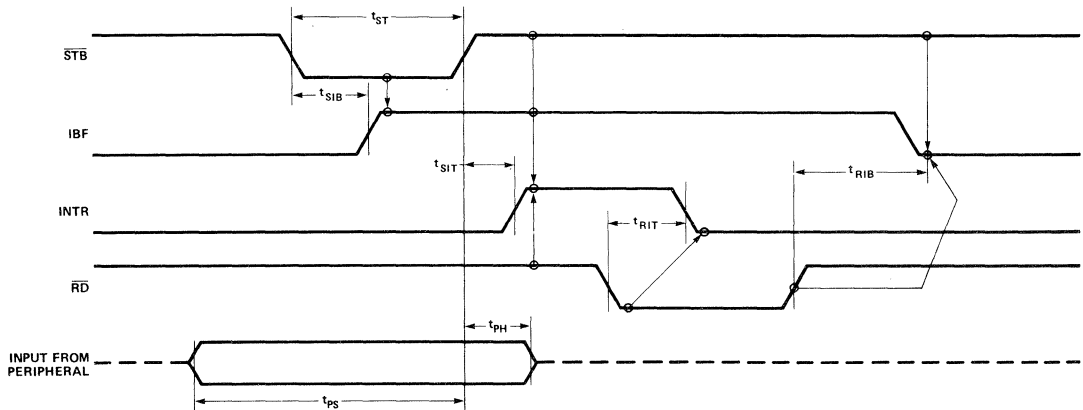 tST
STB
tSIB
IBF
tSIT
tRIB
INTR
tRIT
RD
tPH
INPUT FROM
PERIPHERAL
tPS